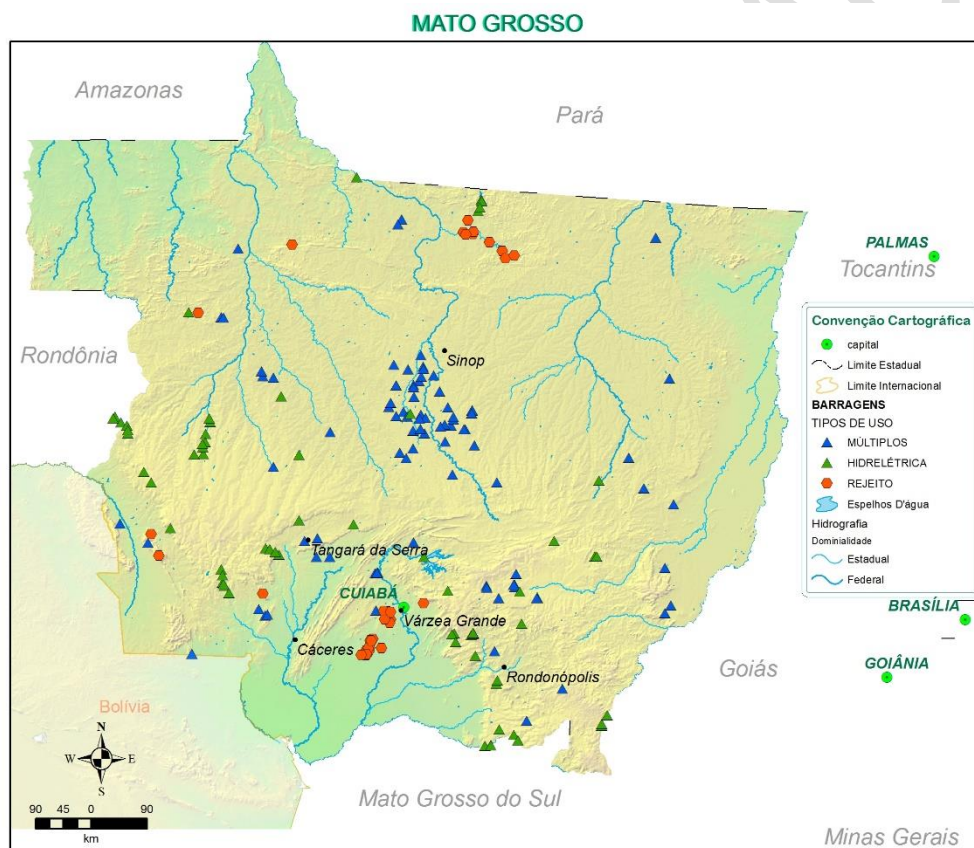 MATO GROSSO
Amazonas
Pará
PALMAS
Tocantins
Rondônia
Sinop
Convenção Cartográfica
capital
Limite Estadual
Limite Internacional
BARRAGENS
TIPOS DE USO
MÚLTIPLOS
HIDRELÉTRICA
REJEITO
Espelhos D'água
Hidrografia
Dominialidade
Estadual
Federal
Tangará da Serra
CUIABÁ
Várzea Grande
BRASÍLIA
Cáceres
Rondonópolis
Goiás
GOIÂNIA
Bolívia
N
W E
S
Mato Grosso do Sul
90 45 0 90
km
Minas Gerais